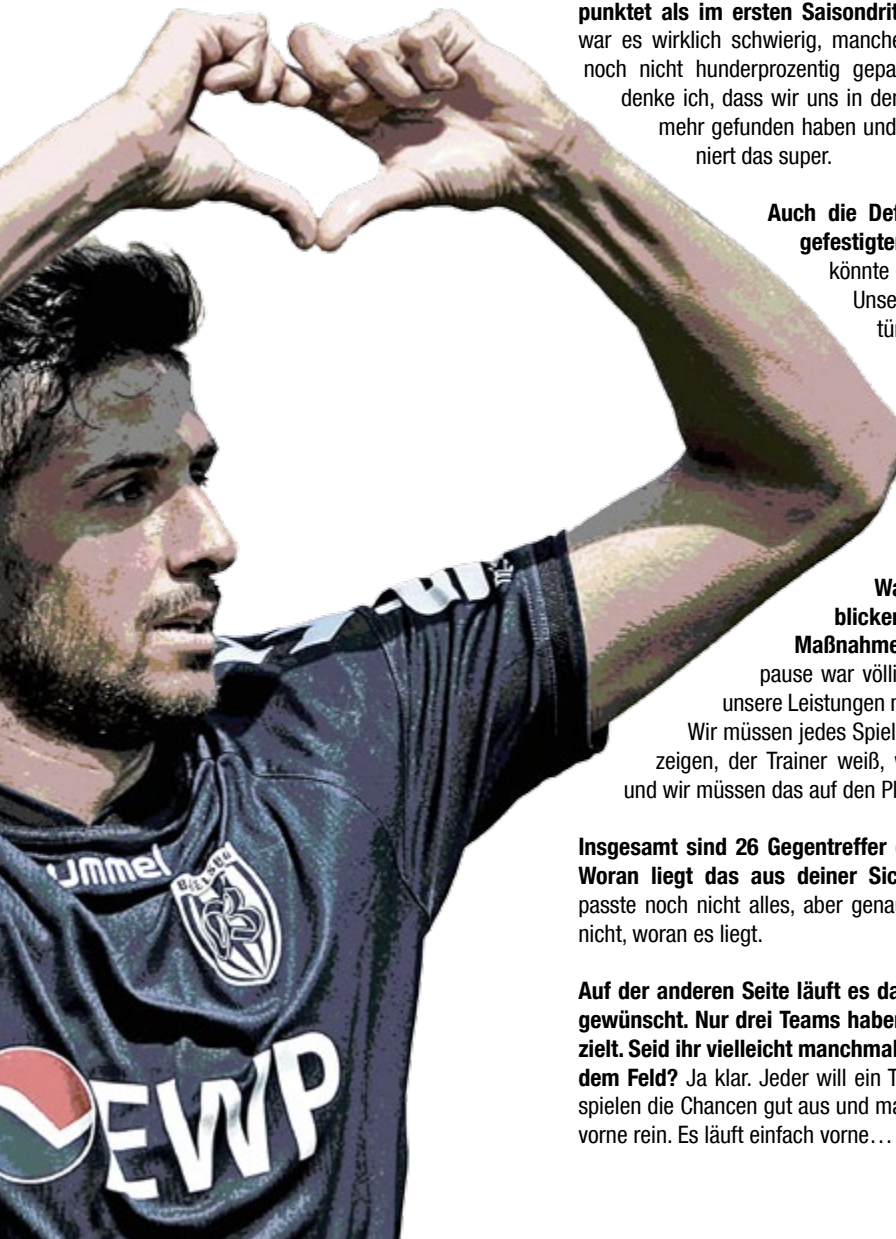 punktet als im ersten Saisondrit
war es wirklich schwierig, manche
noch nicht hunderprozentig gepa
denke ich, dass wir uns in der
mehr gefunden haben und
niert das super.
Auch die Def
gefestigter
könnte
Unse
tür
Wa
blicken
Maßnahme
pause war völli
unsere Leistungen
Wir müssen jedes Spiel
zeigen, der Trainer weiß,
und wir müssen das auf den Pl
Insgesamt sind 26 Gegentreffer
Woran liegt das aus deiner Sic
passte noch nicht alles, aber gena
nicht, woran es liegt.
Auf der anderen Seite läuft es da
gewünscht. Nur drei Teams haben
zielt. Seid ihr vielleicht manchmal
dem Feld? Ja klar. Jeder will ein T
spielen die Chancen gut aus und ma
vorne rein. Es läuft einfach vorne…
ummel
EWP